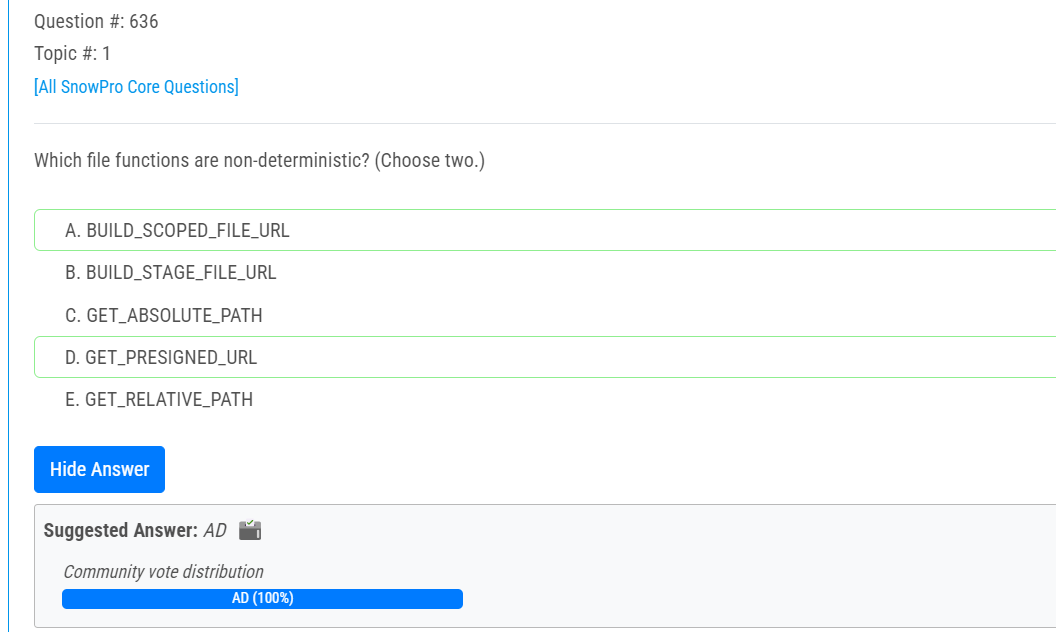 Question #: 636
Topic #: 1
[All SnowPro Core Questions]
Which file functions are non-deterministic? (Choose two.)
A. BUILD_SCOPED_FILE_URL
B. BUILD_STAGE_FILE_URL
C. GET_ABSOLUTE_PATH
D. GET_PRESIGNED_URL
E. GET_RELATIVE_PATH
Hide Answer
Suggested Answer: AD
Community vote distribution
AD (100%)